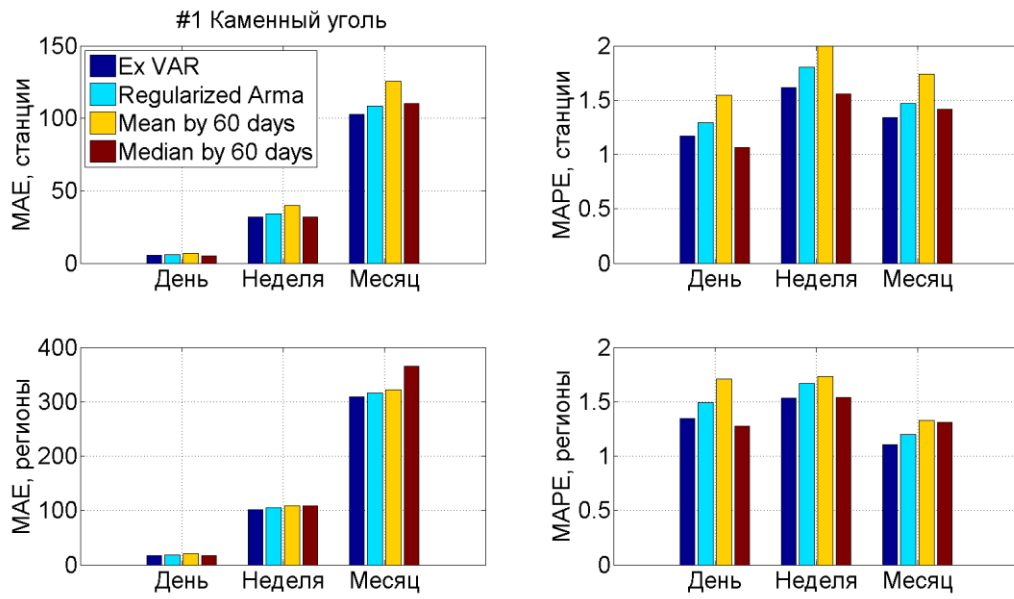 #1 Каменный уголь
MAE, станции
150
100
50
0
Ex VAR
Regularized Arma
Mean by 60 days
Median by 60 days
День Неделя Месяц
MAPE, станции
2
1.5
1
0.5
0
День Неделя Месяц
MAE, регионы
400
300
200
100
0
День Неделя Месяц
MAPE, регионы
2
1.5
1
0.5
0
День Неделя Месяц